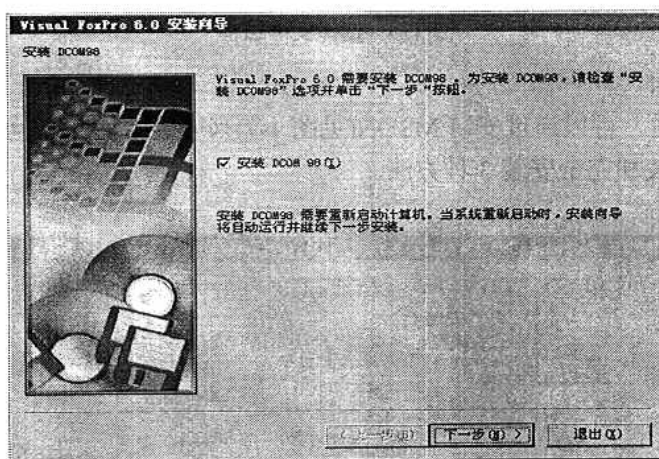 Visual FoxPro 6.0 安装向导
安装 DCOM98
Visual FoxPro 6.0 需要安装 DCOM98 。为安装 DCOM98，请检查“安
装 DCOM98”选项并单击“下一步 ”按钮。
安装 DCOM 98(I)
安装 DCOM98 需要重新启动计算机。当系统重新启动时，安装向导
将自动运行并继续下一步安装。
< 上一步(B)
下一步(N) >
退出(X)